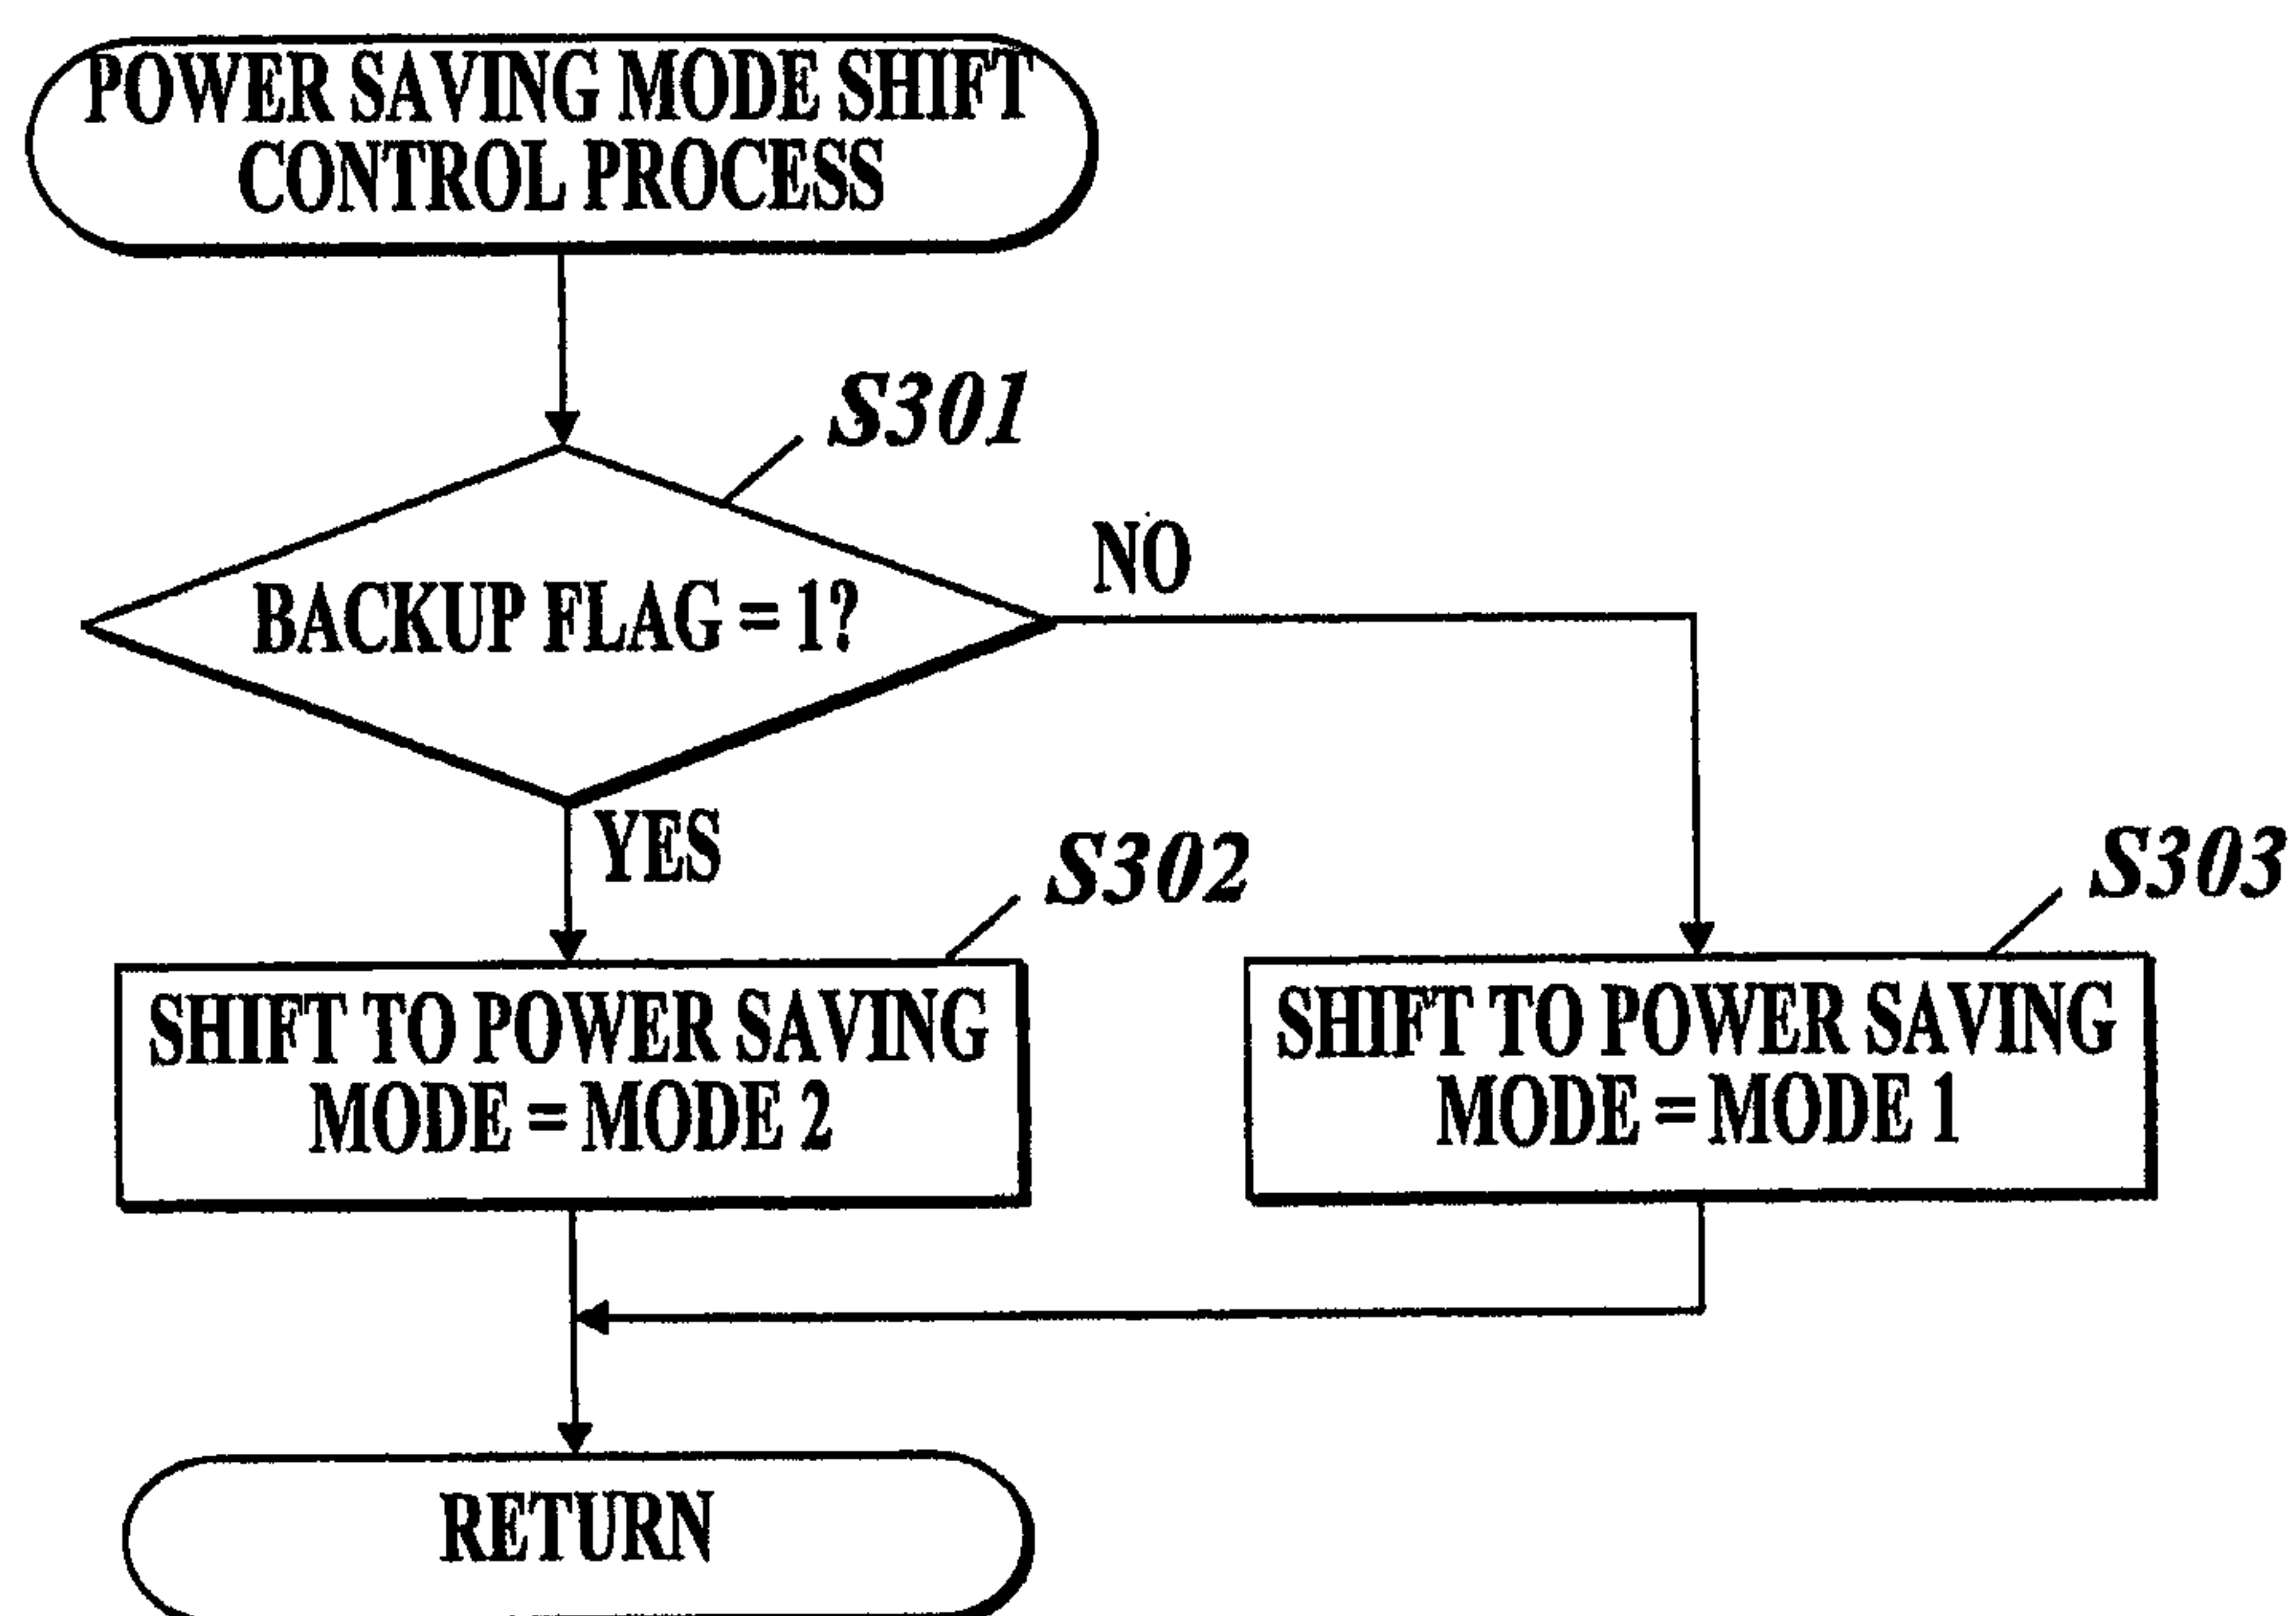 POWER SAVING MODE SHIFT
CONTROL PROCESS
S301
BACKUP FLAG = 1?
NO
YES
S302
S303
SHIFT TO POWER SAVING
MODE = MODE 2
SHIFT TO POWER SAVING
MODE = MODE 1
RETURN